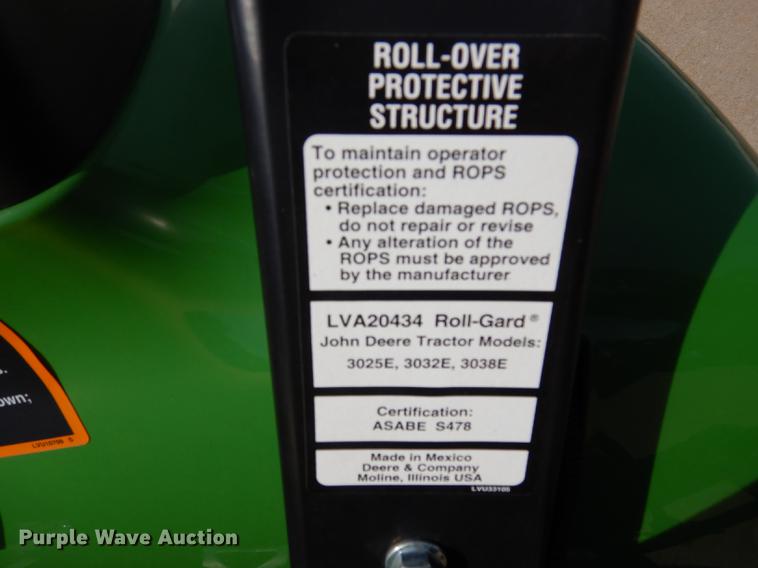 ROLL-OVER
PROTECTIVE
STRUCTURE
To maintain operator
protection and ROPS
certification:
• Replace damaged ROPS,
do not repair or revise
• Any alteration of the
ROPS must be approved
by the manufacturer
LVA20434 Roll-Gard®
John Deere Tractor Models:
3025E, 3032E, 3038E
Certification:
ASABE S478
Made in Mexico
Deere & Company
Moline, Illinois USA
LVU33105
own;
Purple Wave Auction